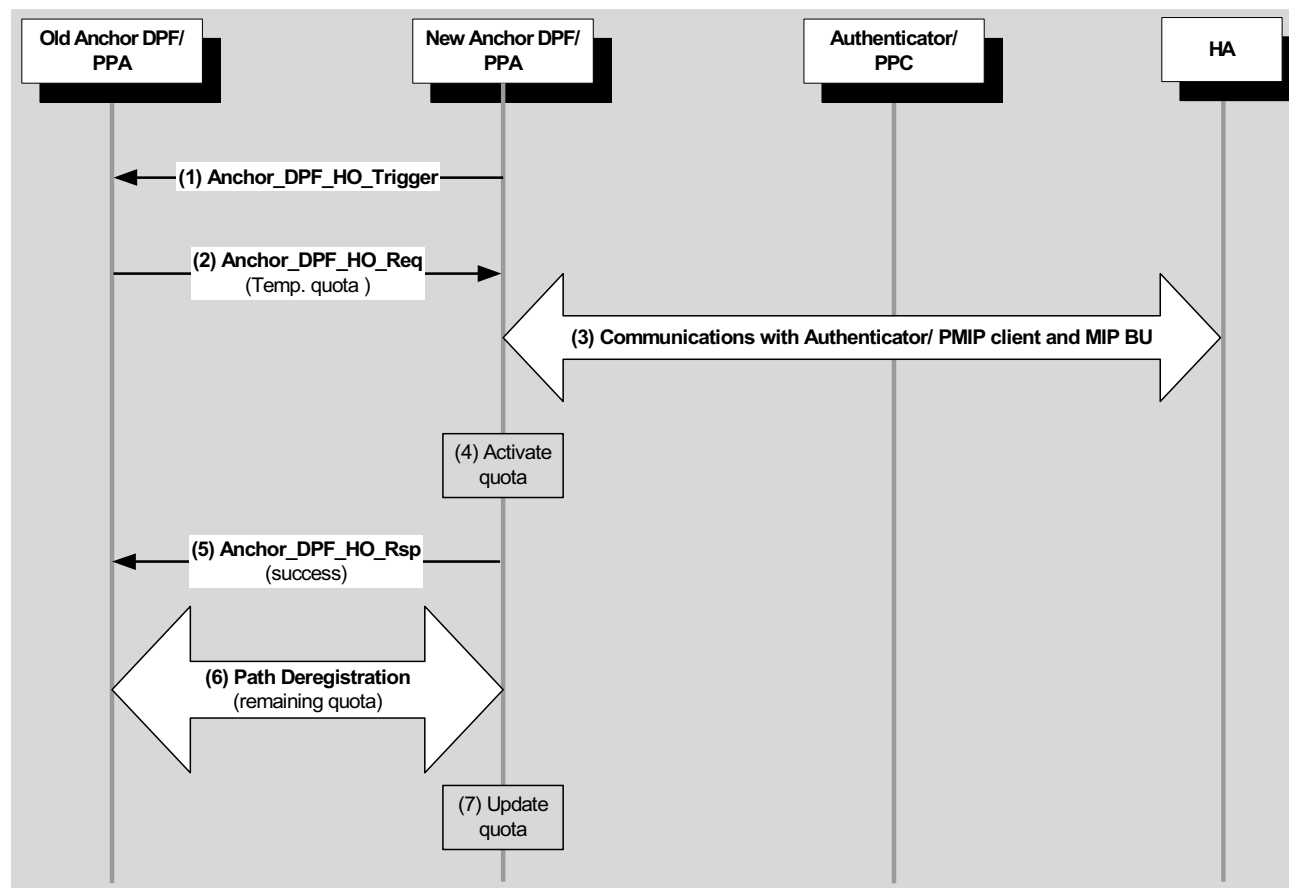 Old Anchor DPF/
PPA
New Anchor DPF/
PPA
Authenticator/
PPC
HA
(1) Anchor_DPF_HO_Trigger
(2) Anchor_DPF_HO_Req
(Temp. quota )
(3) Communications with Authenticator/ PMIP client and MIP BU
(4) Activate
quota
(5) Anchor_DPF_HO_Rsp
(success)
(6) Path Deregistration
(remaining quota)
(7) Update
quota